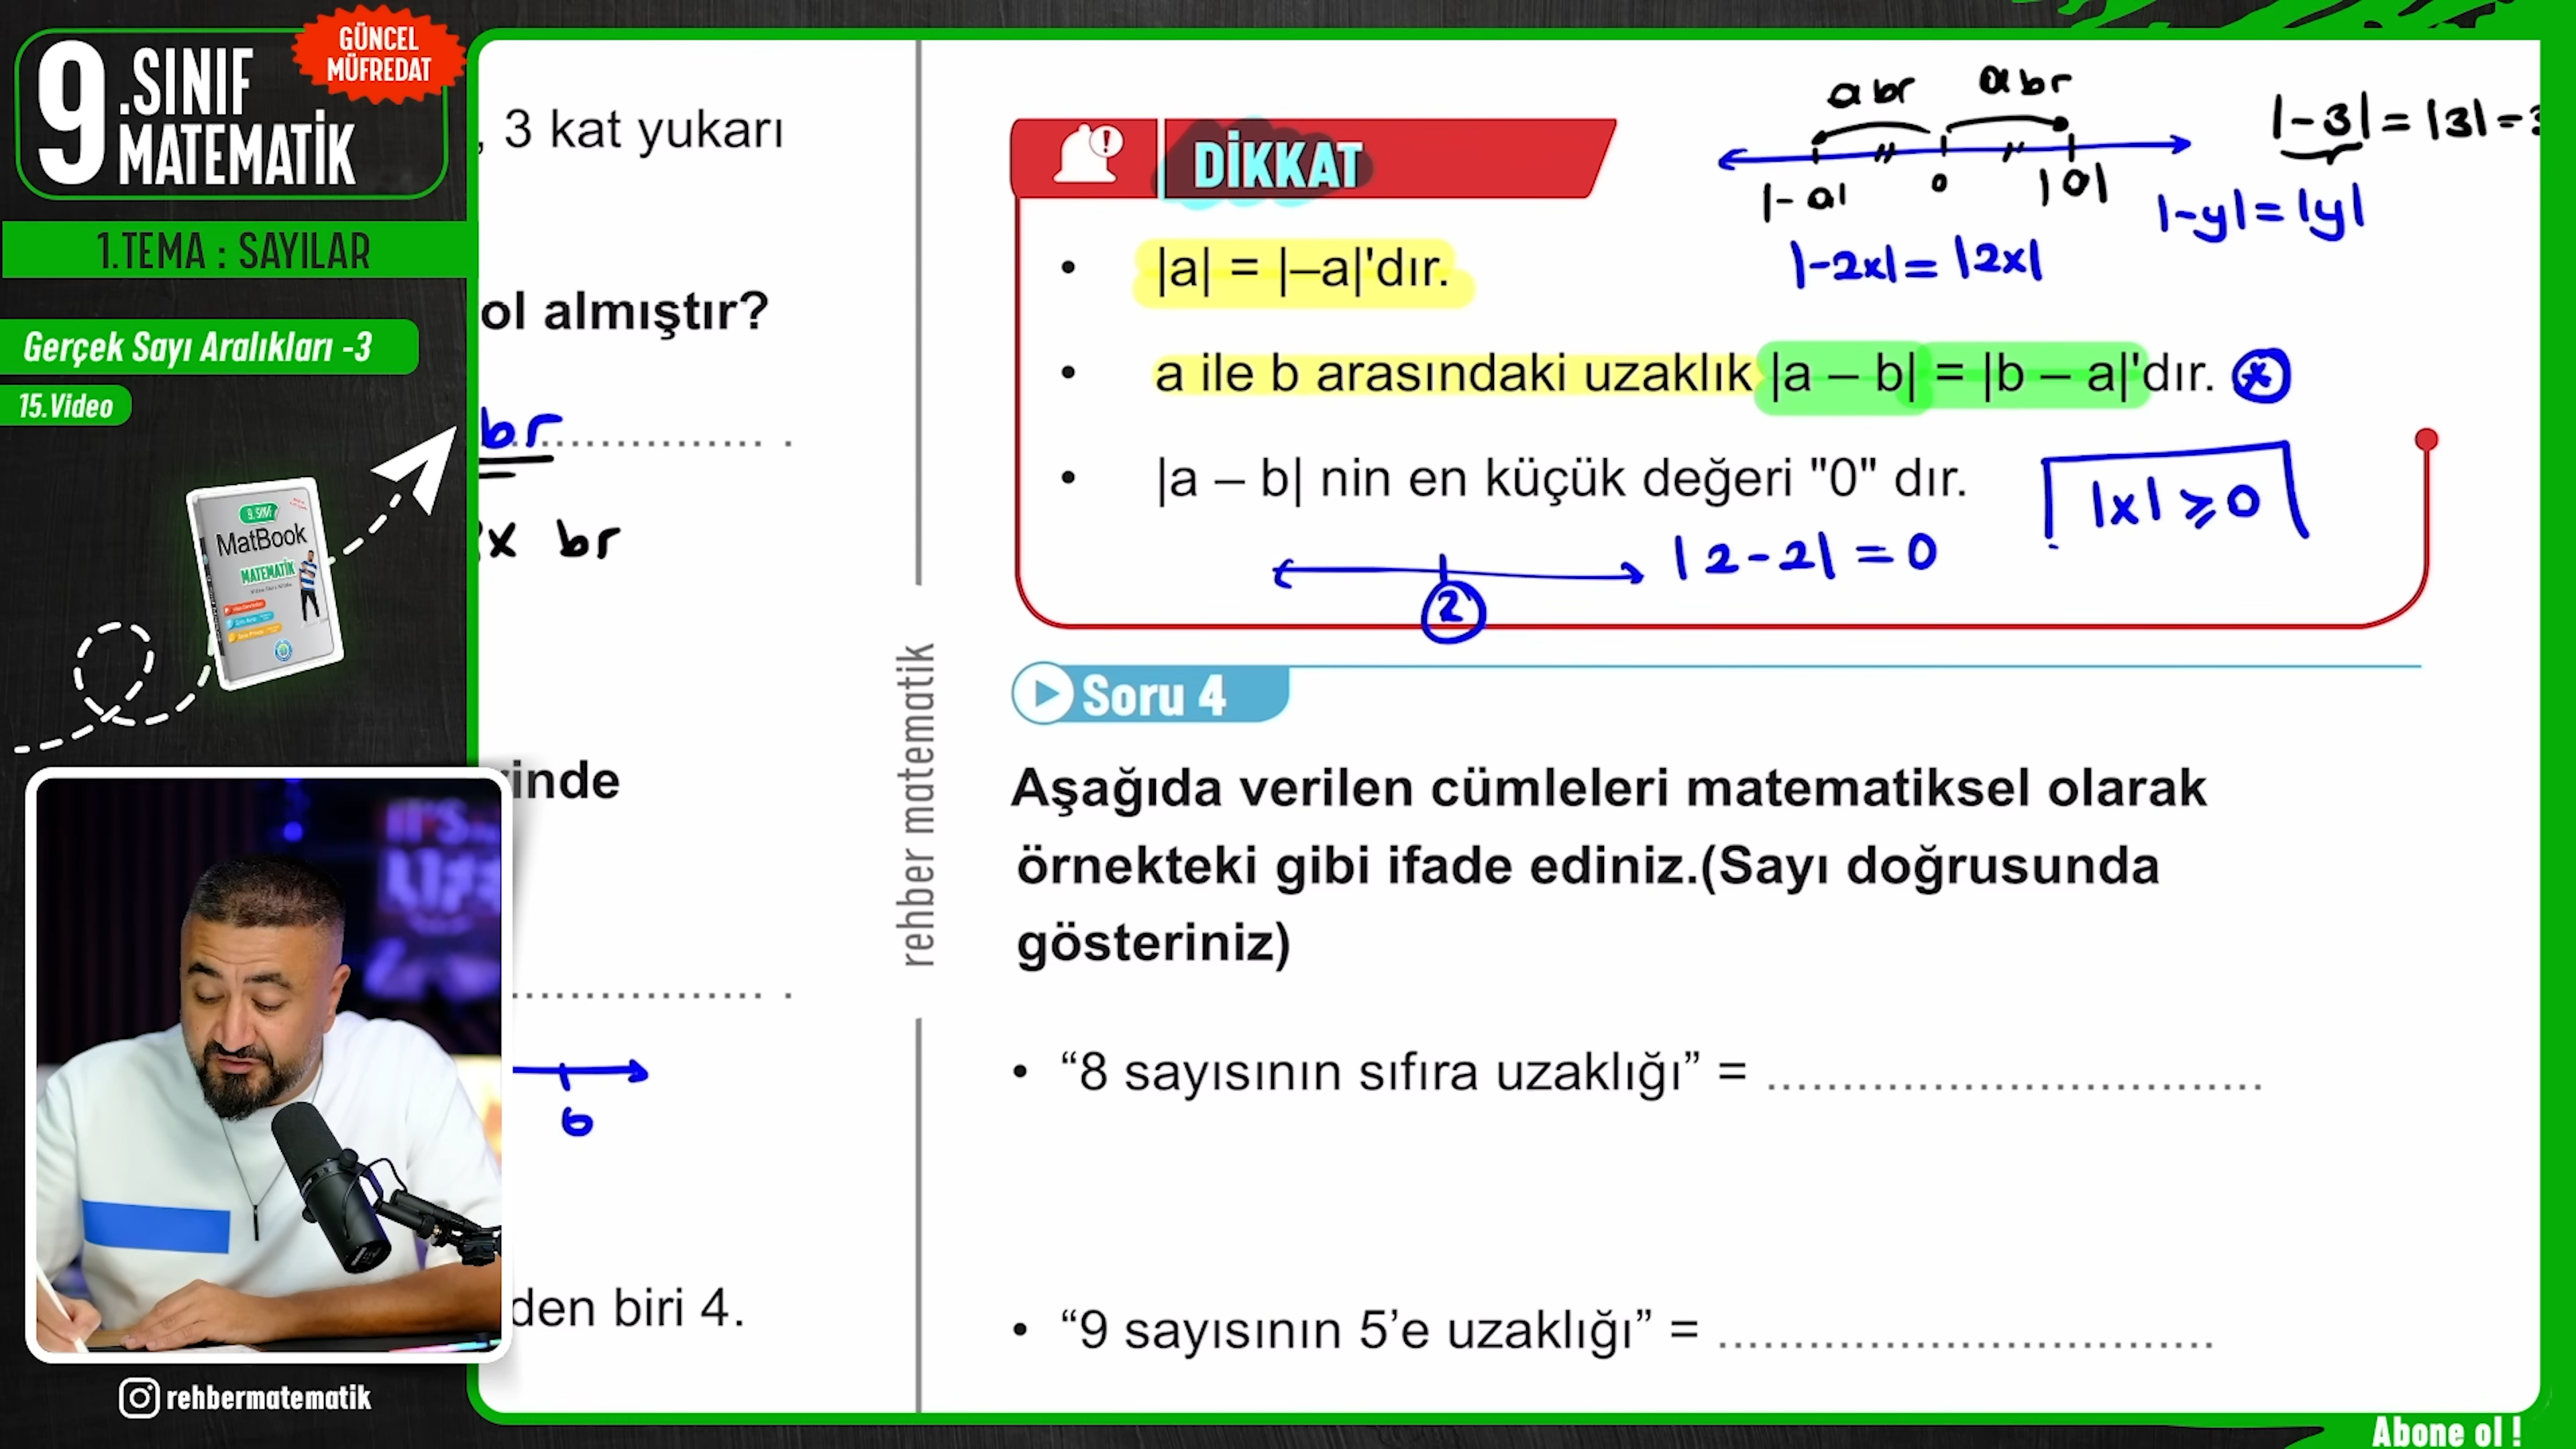 9.SINIF
MATEMATİK
GÜNCEL
MÜFREDAT
1.TEMA : SAYILAR
Gerçek Sayı Aralıkları -3
15.Video
9. SINIF
MatBook
MATEMATİK
rehbermatematik
, 3 kat yukarı
ol almıştır?
br
x br
inde
6
den biri 4.
rehber matematik
DİKKAT
a br a br
|-a| 0 |a|
|-3| = |3| =
|-2x| = |2x|
|-y| = |y|
• |a| = |–a|'dır.
• a ile b arasındaki uzaklık |a – b| = |b – a|'dır. *
• |a – b| nin en küçük değeri "0" dır.
|x| ⩾ 0
2
|2-2| = 0
Soru 4
Aşağıda verilen cümleleri matematiksel olarak
örnekteki gibi ifade ediniz.(Sayı doğrusunda
gösteriniz)
• “8 sayısının sıfıra uzaklığı” = ................................
• “9 sayısının 5’e uzaklığı” = ................................
Abone ol !